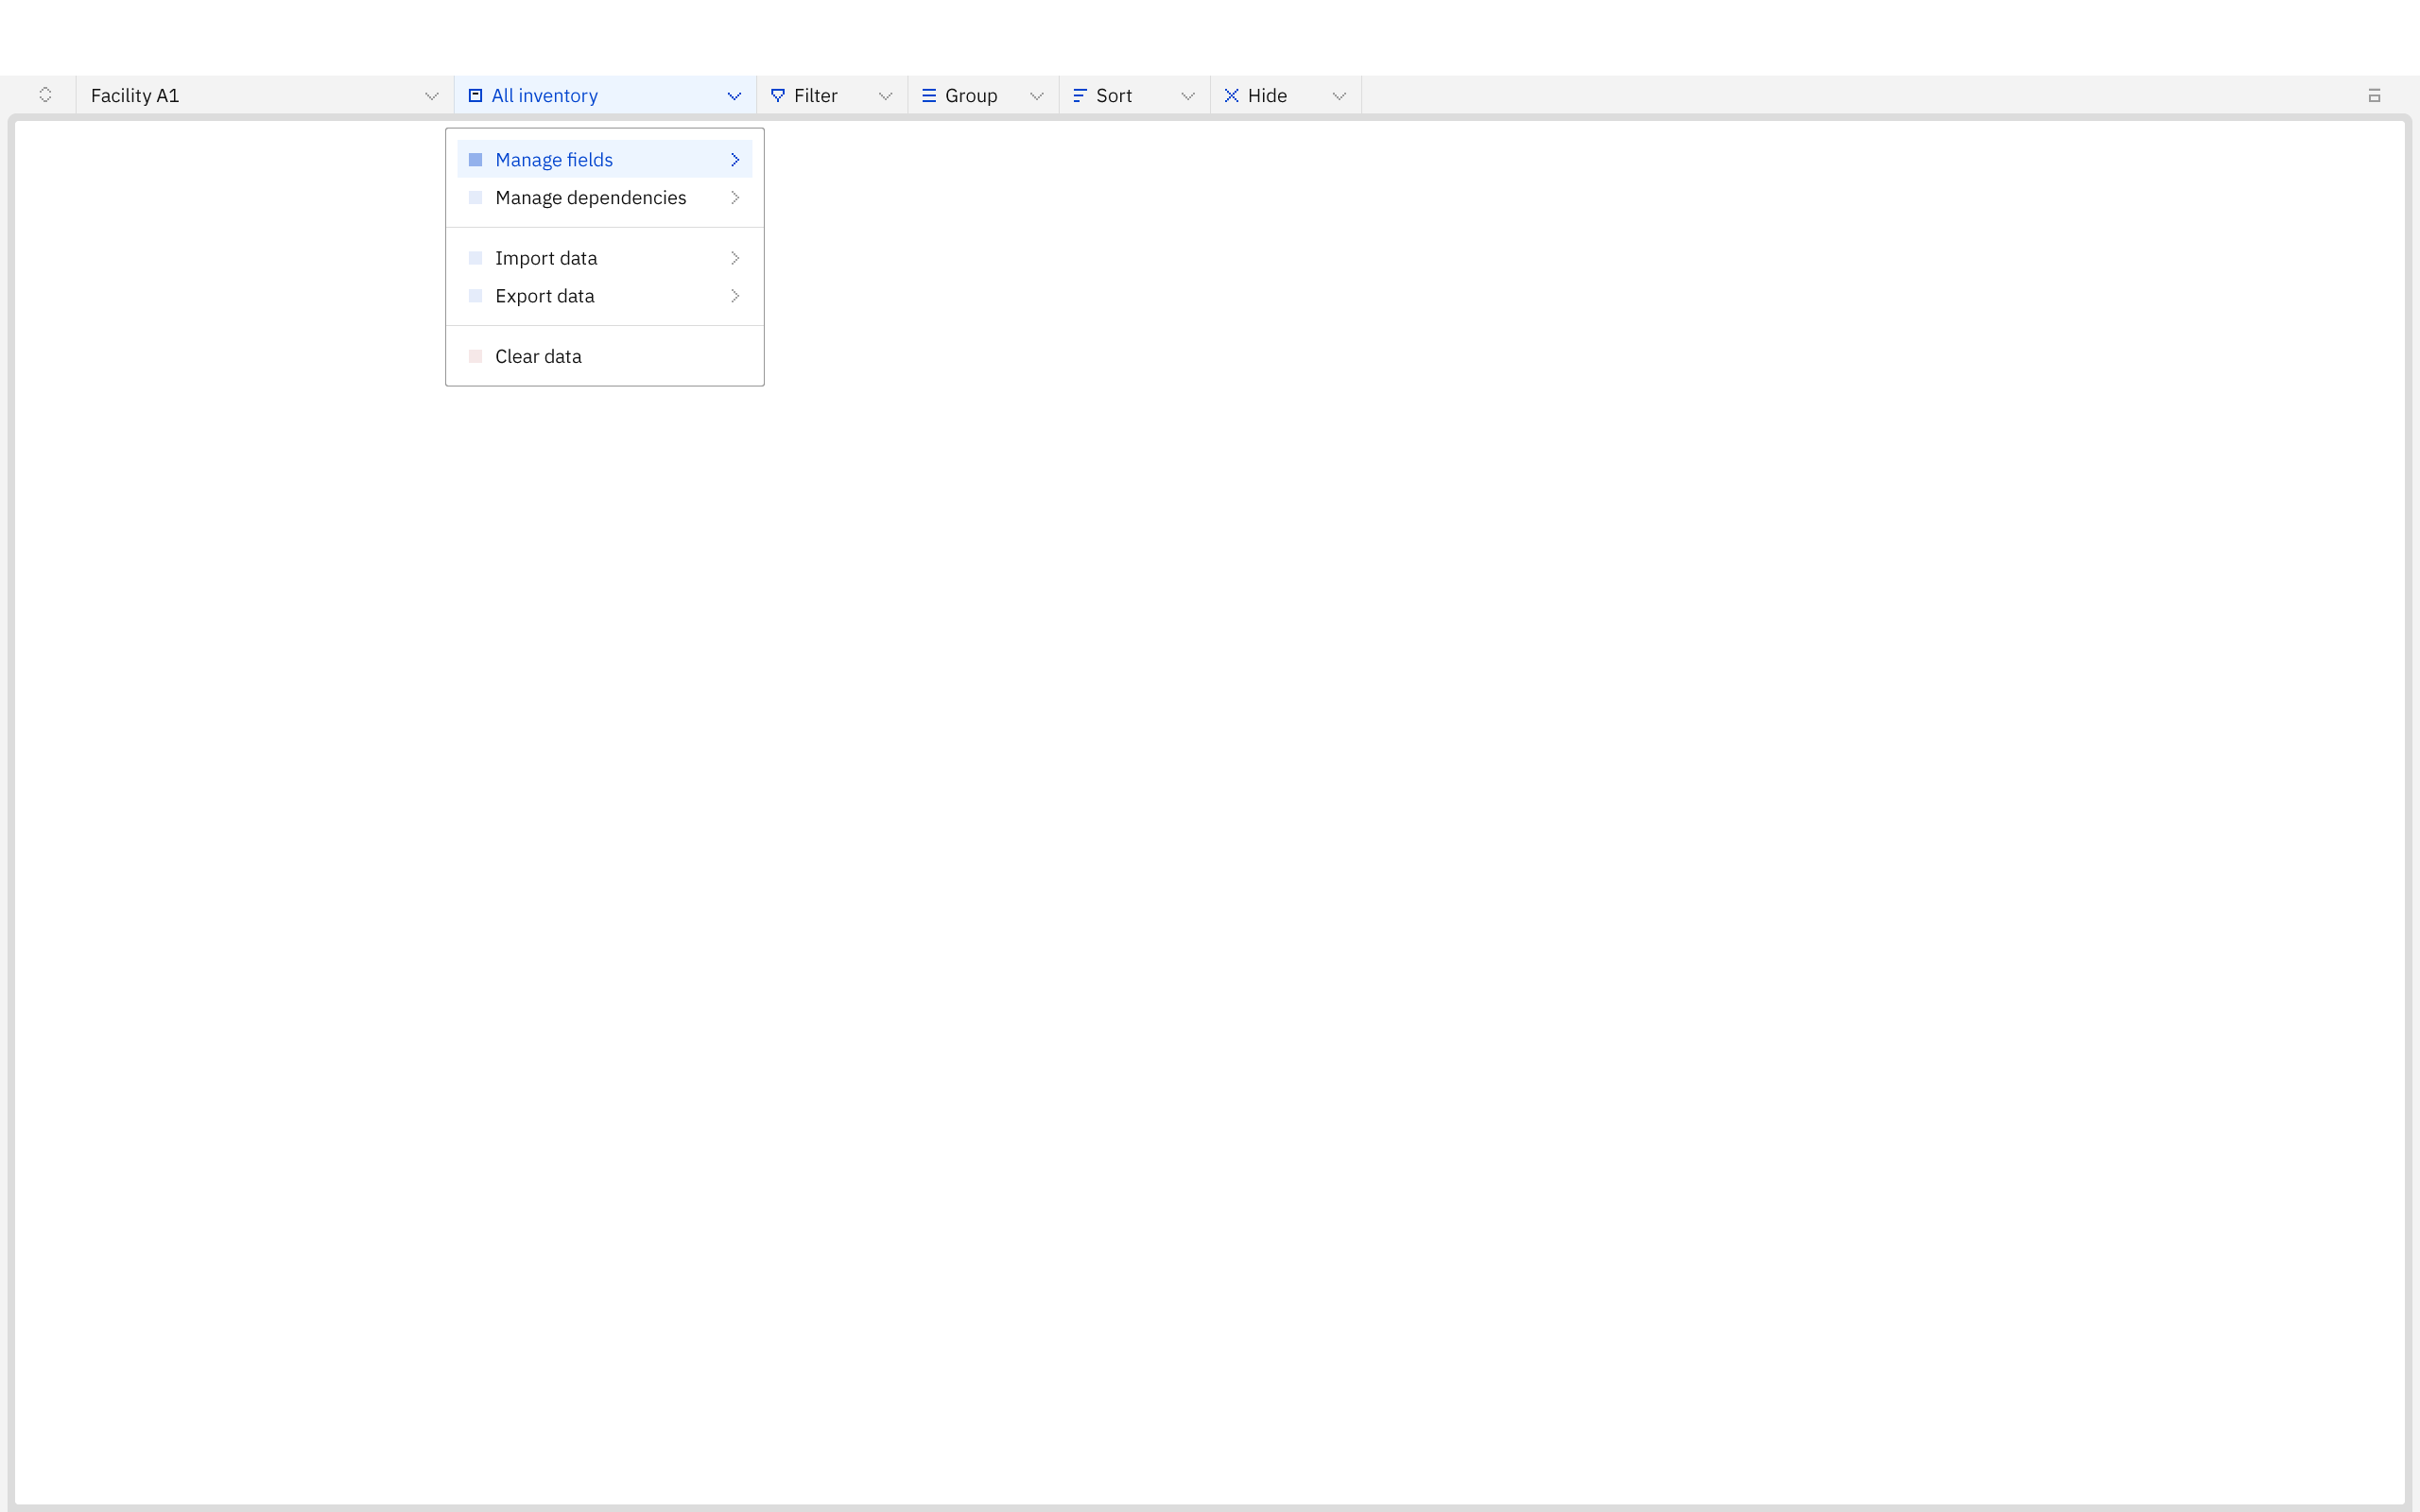 Facility A1
All inventory
Filter
Group
Sort
Hide
Manage fields
Manage dependencies
Import data
Export data
Clear data